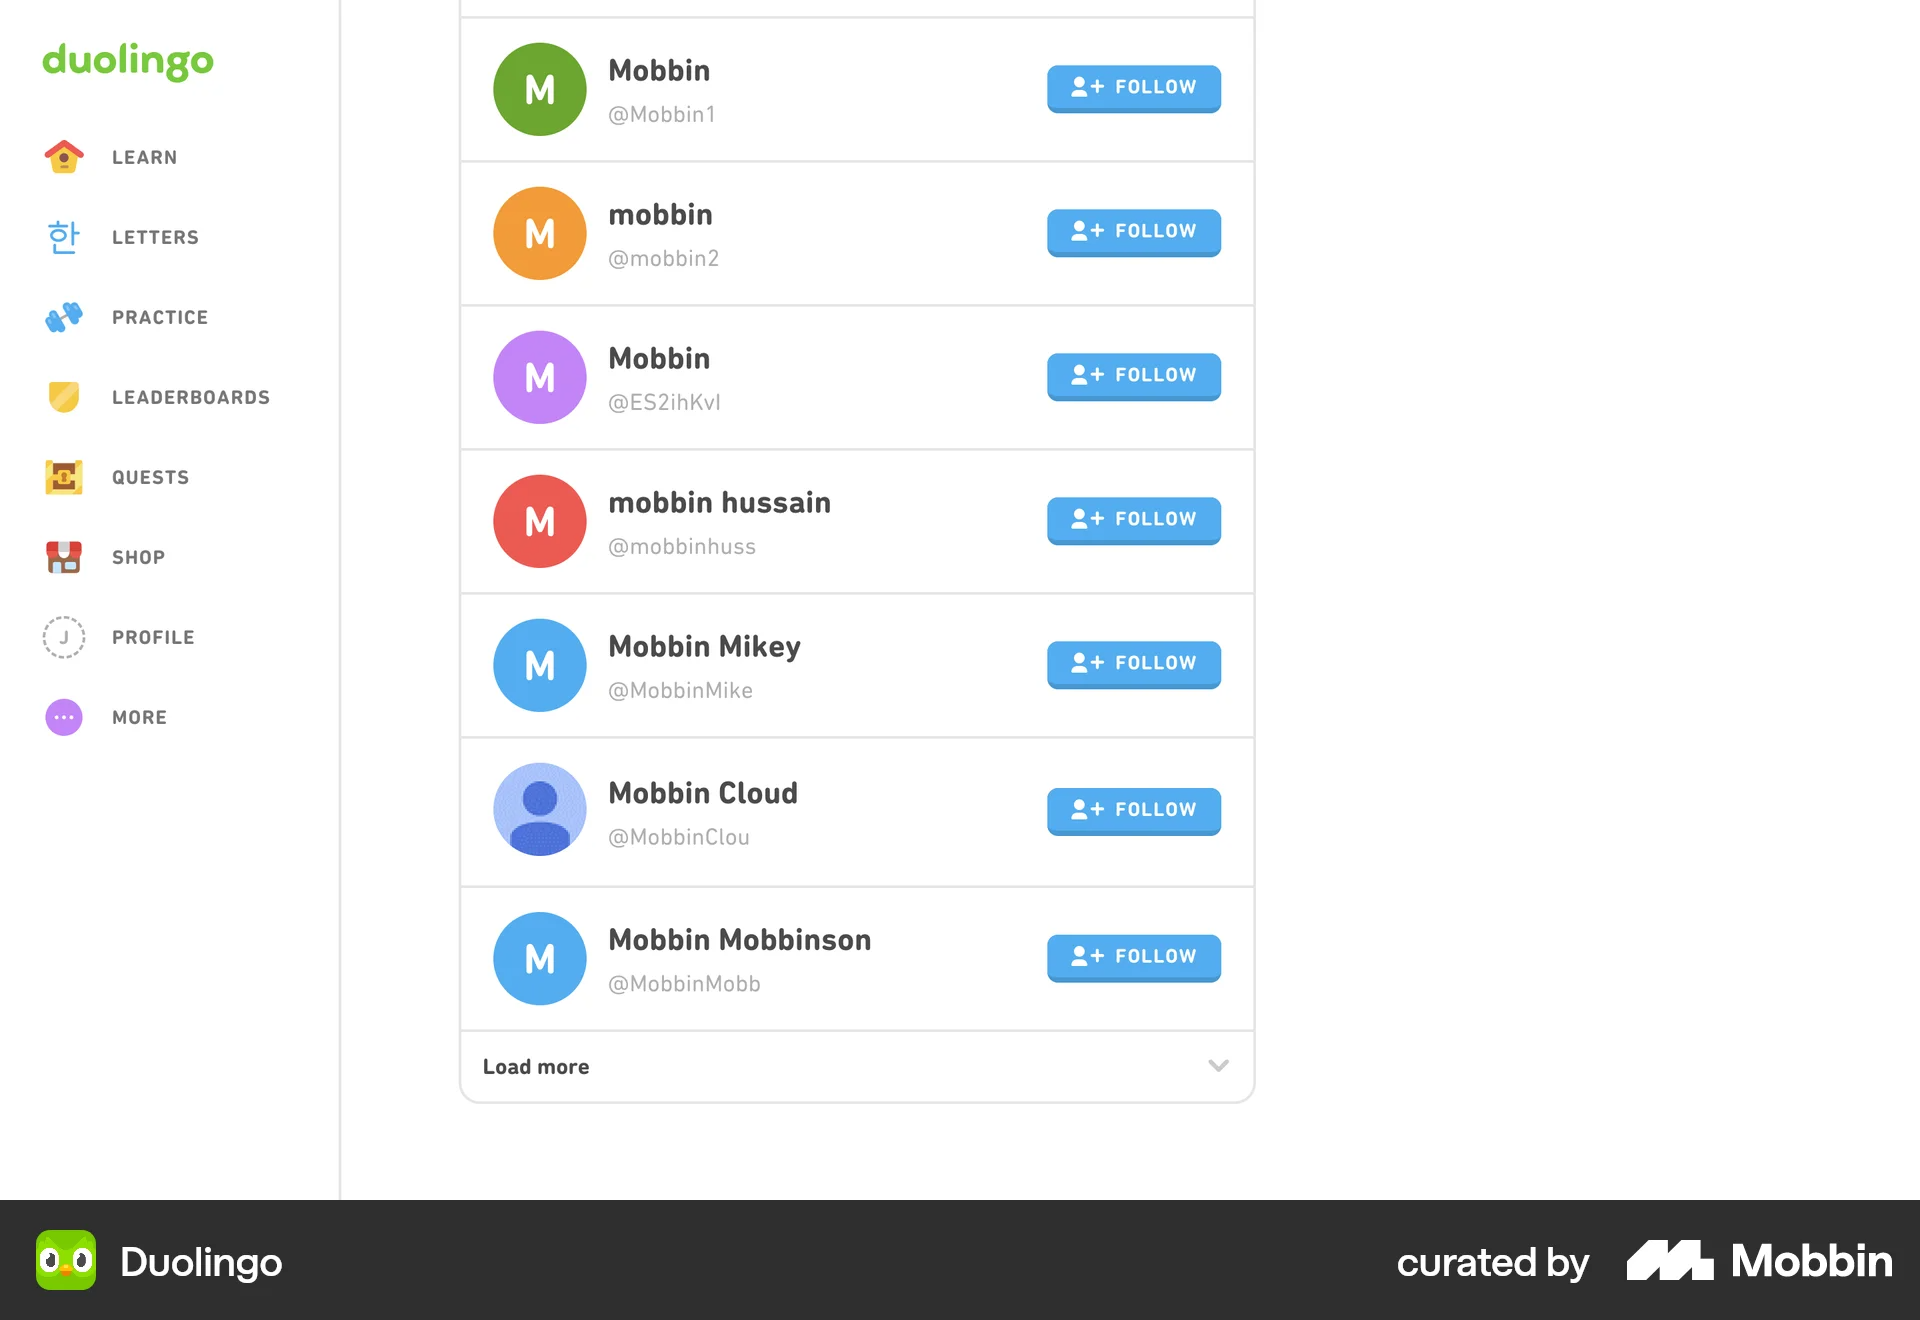 duolingo
LEARN
한
LETTERS
PRACTICE
LEADERBOARDS
QUESTS
SHOP
J
PROFILE
MORE
M
Mobbin
@Mobbin1
FOLLOW
M
mobbin
@mobbin2
FOLLOW
M
Mobbin
@ES2ihKvI
FOLLOW
M
mobbin hussain
@mobbinhuss
FOLLOW
M
Mobbin Mikey
@MobbinMike
FOLLOW
Mobbin Cloud
@MobbinClou
FOLLOW
M
Mobbin Mobbinson
@MobbinMobb
FOLLOW
Load more
Duolingo
curated by
Mobbin